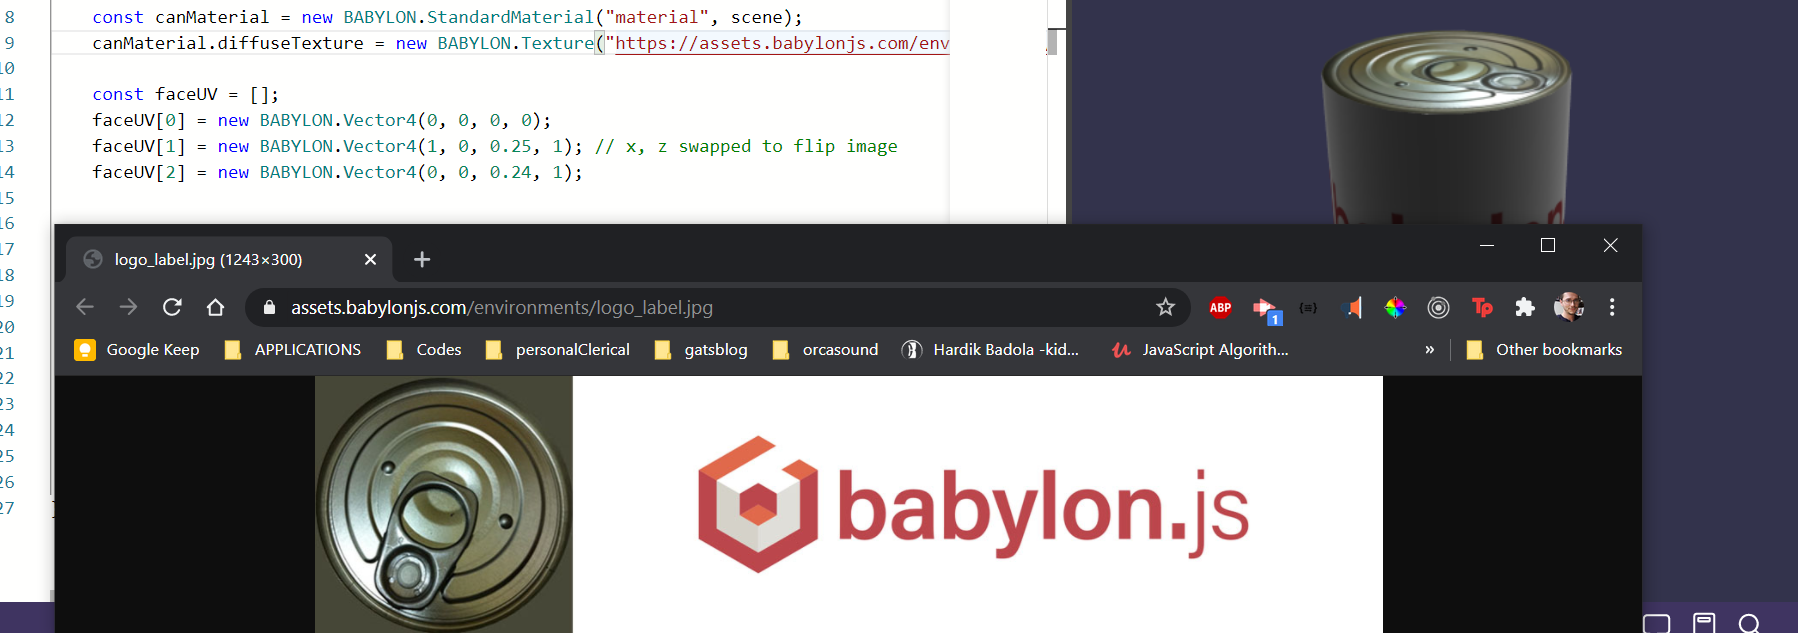 8 const canMaterial = new BABYLON.StandardMaterial("material", scene);
9 canMaterial.diffuseTexture = new BABYLON.Texture("https://assets.babylonjs.com/env
10
11 const faceUV = [];
12 faceUV[0] = new BABYLON.Vector4(0, 0, 0, 0);
13 faceUV[1] = new BABYLON.Vector4(1, 0, 0.25, 1); // x, z swapped to flip image
14 faceUV[2] = new BABYLON.Vector4(0, 0, 0.24, 1);
15
16
17
18
19
20
21
22
23
24
25
26
27
logo_label.jpg (1243×300)
assets.babylonjs.com/environments/logo_label.jpg
ABP
1
{≡}
Tp
Google Keep
APPLICATIONS
Codes
personalClerical
gatsblog
orcasound
Hardik Badola -kid...
JavaScript Algorith...
»
Other bookmarks
babylon.js